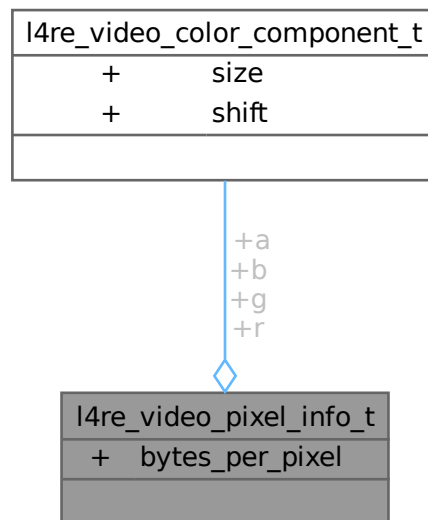 l4re_video_color_component_t
+ size
+ shift
+a
+b
+g
+r
l4re_video_pixel_info_t
+ bytes_per_pixel